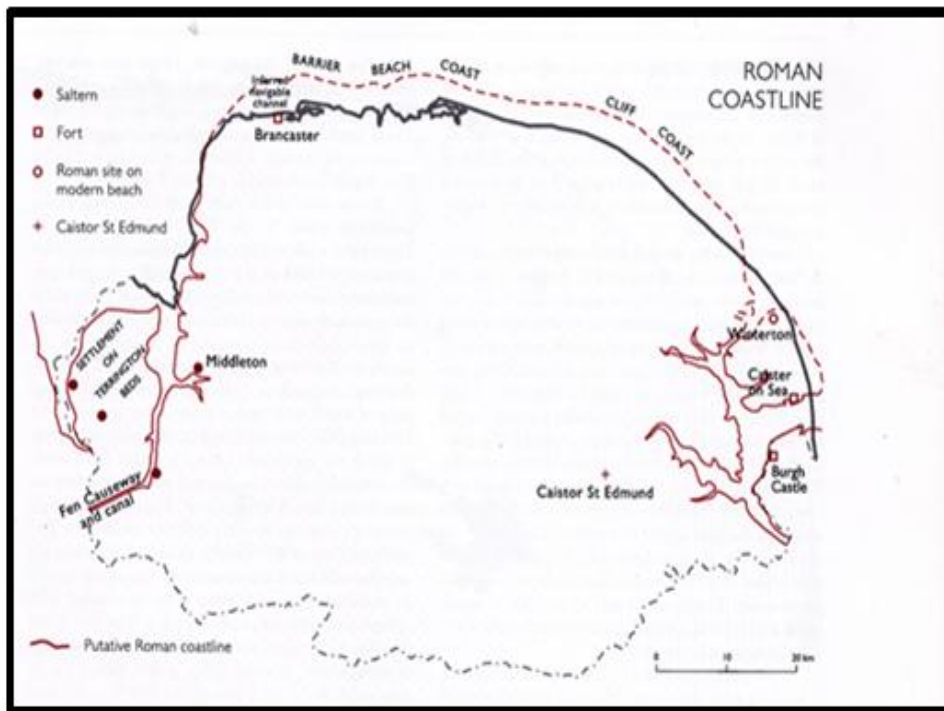 ROMAN
COASTLINE
Saltern
Fort
Roman site on
modern beach
Caistor St Edmund
BARRIER BEACH COAST
CLIFF COAST
Inferred
navigable
channel
Brancaster
SETTLEMENT
ON
TERRINGTON
BEDS
Middleton
Fen Causeway
and canal
Winterton
Caister
on Sea
Burgh
Castle
Caistor St Edmund
Putative Roman coastline
0 10 20 km